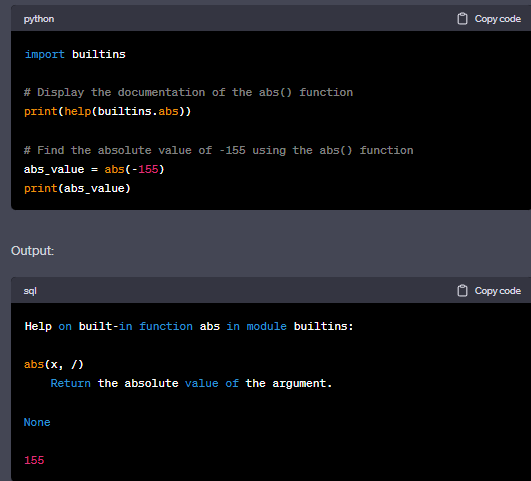 python
Copy code
import builtins
# Display the documentation of the abs() function
print(help(builtins.abs))
# Find the absolute value of -155 using the abs() function
abs_value = abs(-155)
print(abs_value)
Output:
sql
Copy code
Help on built-in function abs in module builtins:
abs(x, /)
    Return the absolute value of the argument.
None
155